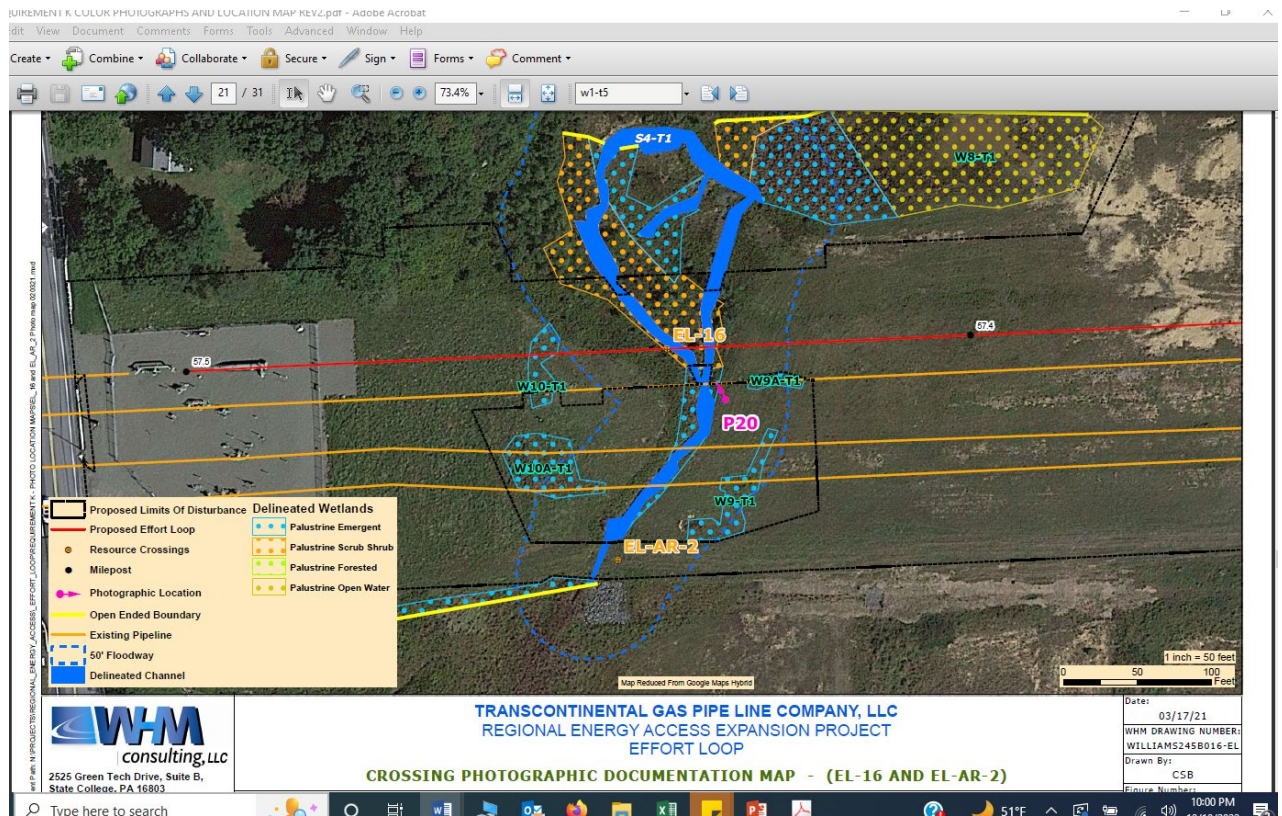 QUIREMENT K COLOR PHOTOGRAPHS AND LOCATION MAP REV2.pdf - Adobe Acrobat
dit View Document Comments Forms Tools Advanced Window Help
Create Combine Collaborate Secure Sign Forms Comment
21 / 31 73.4% w1-t5
S4-T1
W8-T1
EL-16
57.4
57.5
W10-T1
W9A-T1
P20
W10A-T1
W9-T1
EL-AR-2
Proposed Limits Of Disturbance
Proposed Effort Loop
Resource Crossings
Milepost
Photographic Location
Open Ended Boundary
Existing Pipeline
50' Floodway
Delineated Channel
Delineated Wetlands
Palustrine Emergent
Palustrine Scrub Shrub
Palustrine Forested
Palustrine Open Water
1 inch = 50 feet
0 50 100
Feet
Map Reduced From Google Maps Hybrid
WHM
consulting, LLC
2525 Green Tech Drive, Suite B,
State College, PA 16803
TRANSCONTINENTAL GAS PIPE LINE COMPANY, LLC
REGIONAL ENERGY ACCESS EXPANSION PROJECT
EFFORT LOOP
CROSSING PHOTOGRAPHIC DOCUMENTATION MAP - (EL-16 AND EL-AR-2)
Date:
03/17/21
WHM DRAWING NUMBER:
WILLIAMS245B016-EL
Drawn By:
CSB
Figure Number:
Type here to search
51°F
10:00 PM